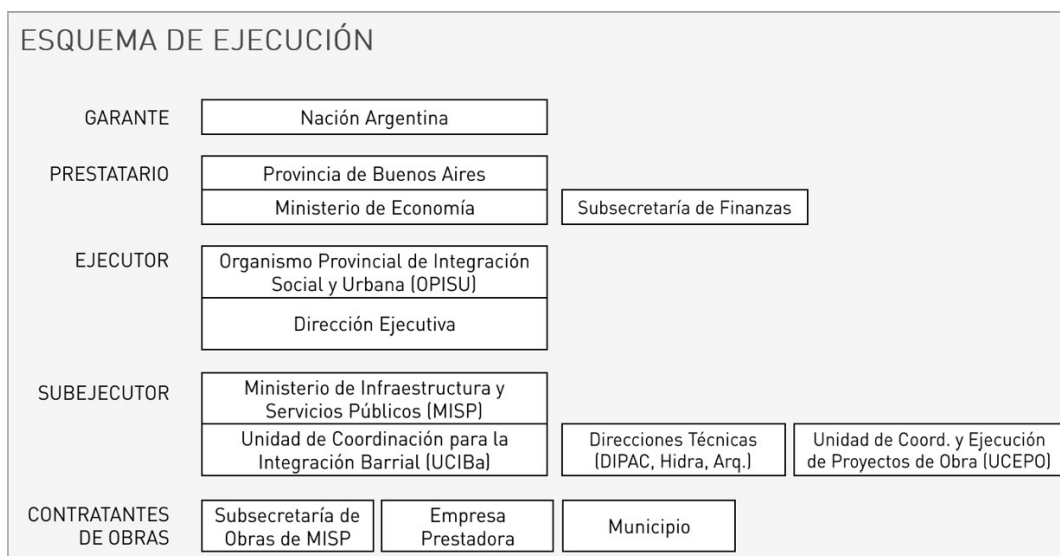 ESQUEMA DE EJECUCIÓN
GARANTE
Nación Argentina
PRESTATARIO
Provincia de Buenos Aires
Ministerio de Economía
Subsecretaría de Finanzas
EJECUTOR
Organismo Provincial de Integración
Social y Urbana (OPISU)
Dirección Ejecutiva
SUBEJECUTOR
Ministerio de Infraestructura y
Servicios Públicos (MISP)
Unidad de Coordinación para la
Integración Barrial (UCIBa)
Direcciones Técnicas
(DIPAC, Hidra, Arq.)
Unidad de Coord. y Ejecución
de Proyectos de Obra (UCEPO)
CONTRATANTES
DE OBRAS
Subsecretaría de
Obras de MISP
Empresa
Prestadora
Municipio